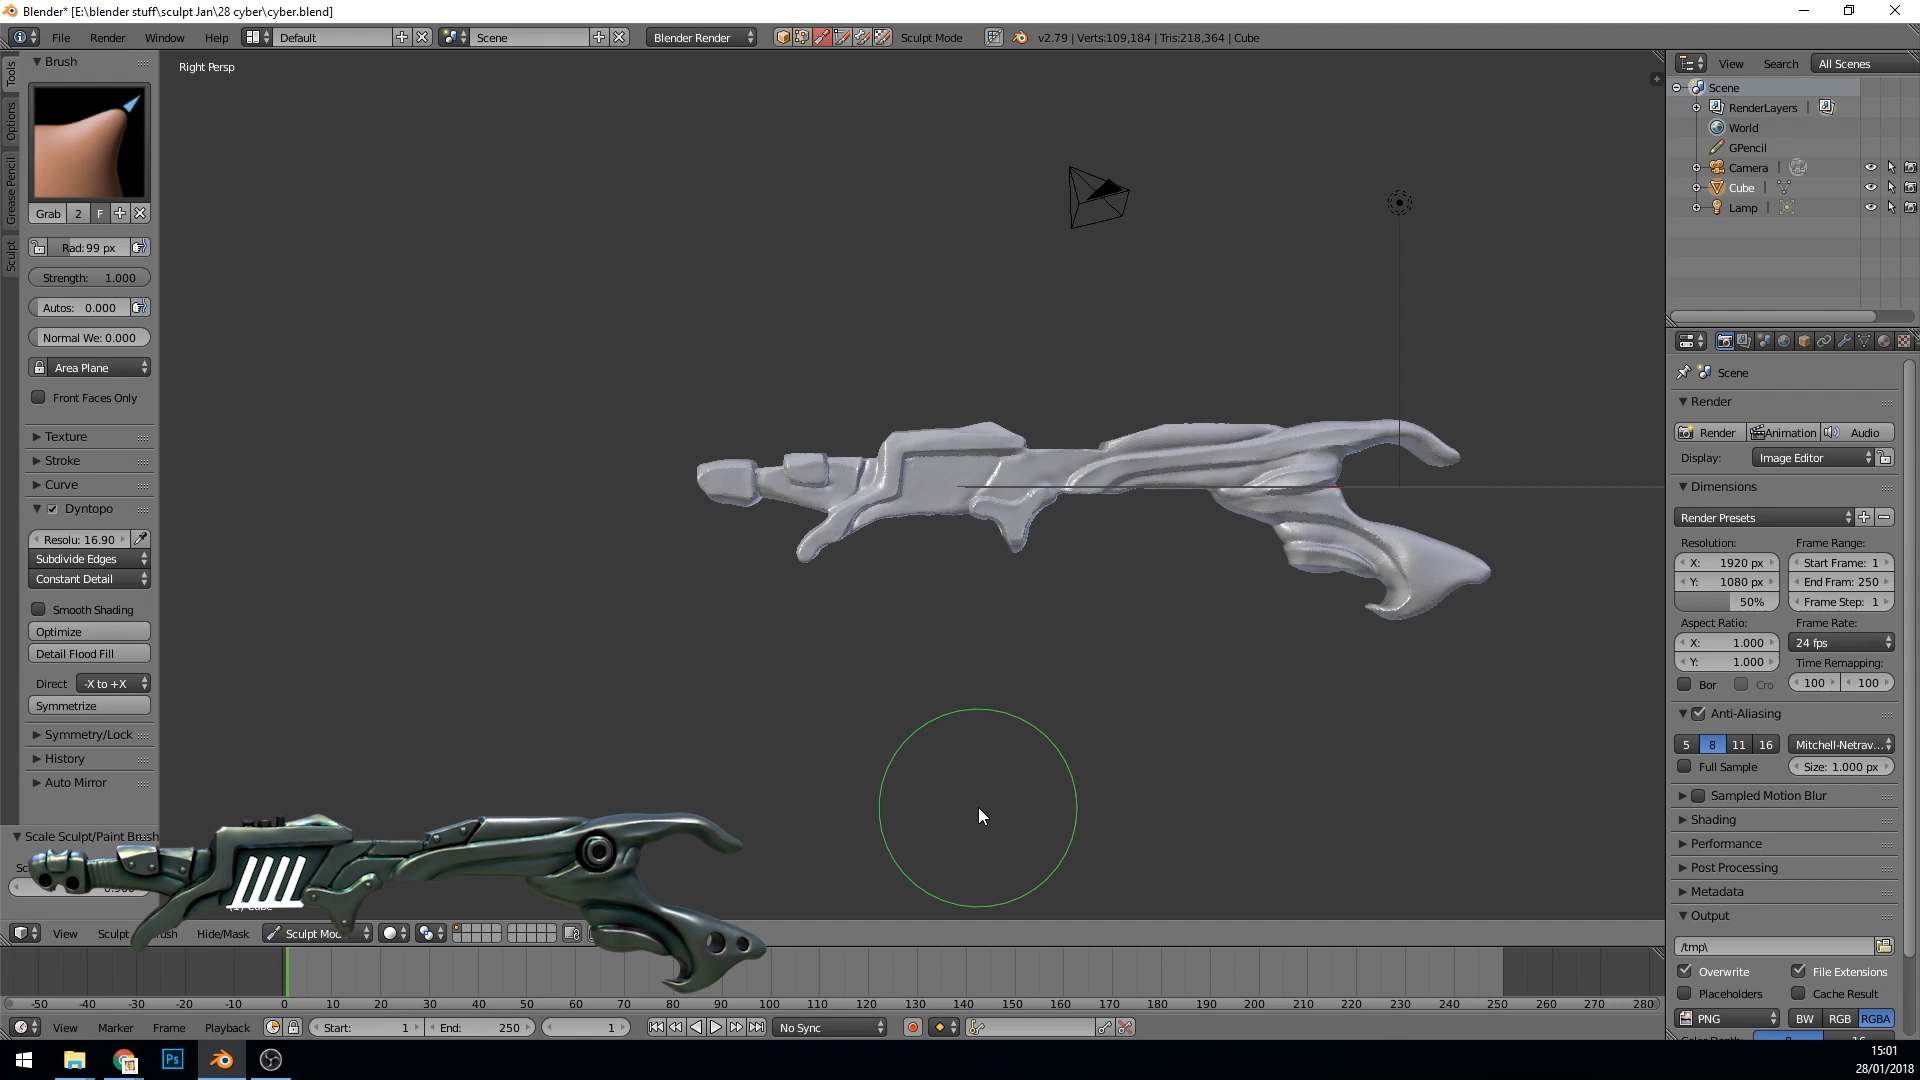 Blender* [E:\blender stuff\sculpt Jan\28 cyber\cyber.blend]
File Render Window Help Default Scene Blender Render Sculpt Mode v2.79 | Verts:109,184 | Tris:218,364 | Cube
Tools
Options
Grease Pencil
Sculpt
Brush
Grab 2 F
Rad: 99 px
Strength: 1.000
Autos: 0.000
Normal We: 0.000
Area Plane
Front Faces Only
Texture
Stroke
Curve
Dyntopo
Resolu: 16.90
Subdivide Edges
Constant Detail
Smooth Shading
Optimize
Detail Flood Fill
Direct -X to +X
Symmetrize
Symmetry/Lock
History
Auto Mirror
Scale Sculpt/Paint Brush
Right Persp
View Sculpt Hide/Mask Sculpt Mo
-50 -40 -30 -20 -10 0 10 20 30 40 50 60 70 80 90 100 110 120 130 140 150 160 170 180 190 200 210 220 230 240 250 260 270 280
View Marker Frame Playback Start: 1 End: 250 1 No Sync
View Search All Scenes
Scene
RenderLayers |
World
GPencil
Camera |
Cube |
Lamp |
Scene
Render
Render Animation Audio
Display: Image Editor
Dimensions
Render Presets
Resolution: Frame Range:
X: 1920 px Start Frame: 1
Y: 1080 px End Fram: 250
50% Frame Step: 1
Aspect Ratio: Frame Rate:
X: 1.000 24 fps
Y: 1.000 Time Remapping:
Bor Cro 100 100
Anti-Aliasing
5 8 11 16 Mitchell-Netrav...
Full Sample Size: 1.000 px
Sampled Motion Blur
Shading
Performance
Post Processing
Metadata
Output
/tmp\
Overwrite File Extensions
Placeholders Cache Result
PNG BW RGB RGBA
Ps
15:01
28/01/2018